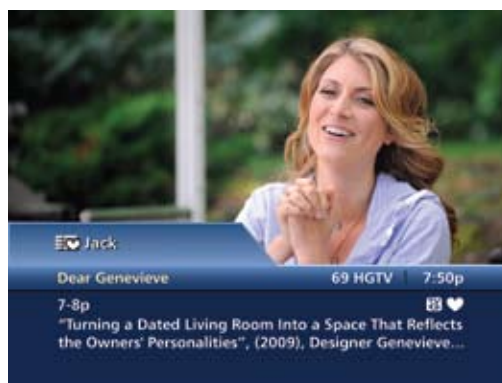 Jack
Dear Genevieve 69 HGTV 7:50p
7-8p
"Turning a Dated Living Room Into a Space That Reflects
the Owners' Personalities", (2009), Designer Genevieve...